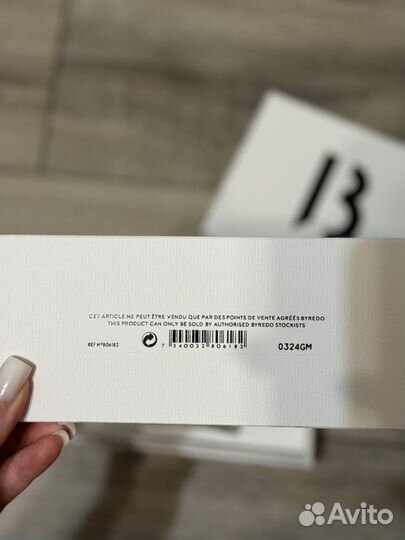 B
CET ARTICLE NE PEUT ÊTRE VENDU QUE PAR DES POINTS DE VENTE AGRÉÉS BYREDO
THIS PRODUCT CAN ONLY BE SOLD BY AUTHORISED BYREDO STOCKISTS
REF N°806182 7 340032 806182 0324GM
Avito